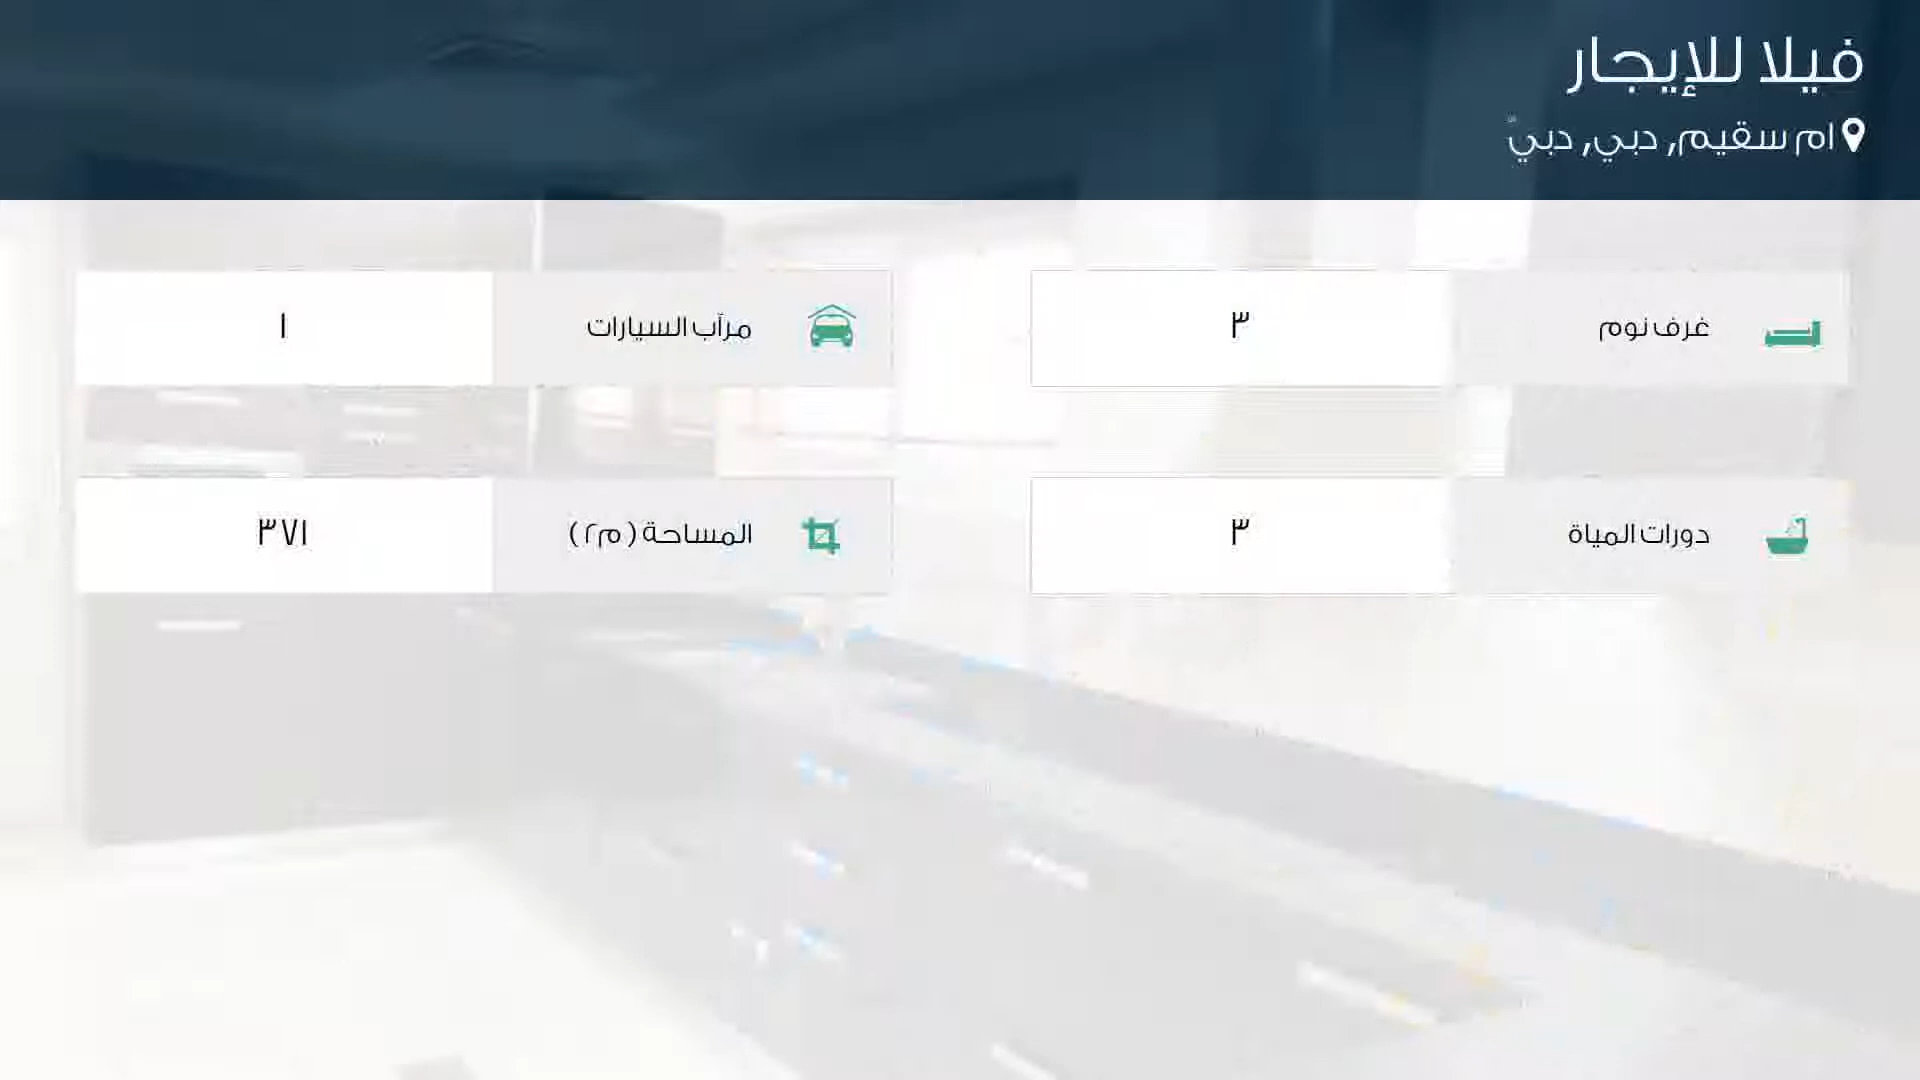 فيلا للإيجار
ام سقيم, دبي, دبيّ
غرف نوم
٣
مرآب السيارات
١
دورات المياة
٣
المساحة (م٢)
٣٧١